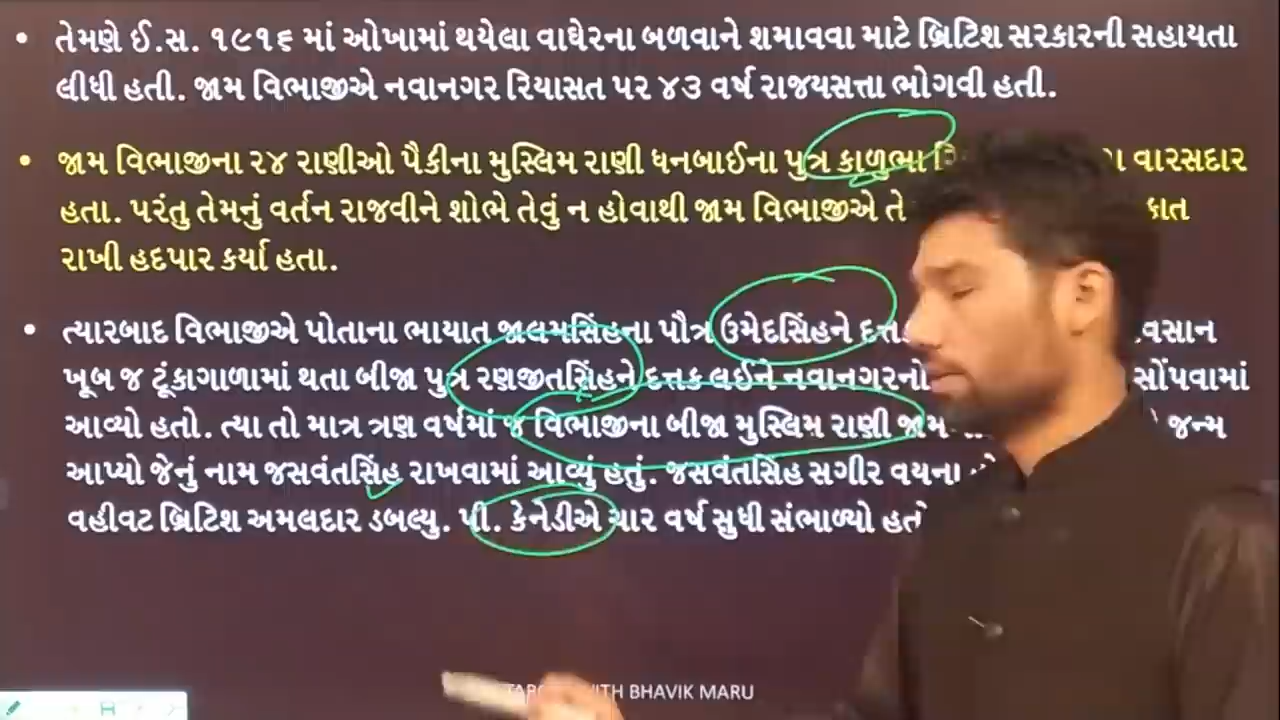 • તેમણે ઈ.સ. ૧૯૧૬ માં ઓખામાં થયેલા વાઘેરના બળવાને શમાવવા માટે બ્રિટિશ સરકારની સહાયતા
લીધી હતી. જામ વિભાજીએ નવાનગર રિયાસત પર ૪૩ વર્ષ રાજયસત્તા ભોગવી હતી.
• જામ વિભાજીના ૨૪ રાણીઓ પૈકીના મુસ્લિમ રાણી ધનબાઈના પુત્ર કાળુભા વારસદાર
હતા. પરંતુ તેમનું વર્તન રાજવીને શોભે તેવું ન હોવાથી જામ વિભાજીએ તે
રાખી હદપાર કર્યા હતા.
• ત્યારબાદ વિભાજીએ પોતાના ભાયાત જાલમસિંહના પૌત્ર ઉમેદસિંહને
ખૂબ જ ટૂંકાગાળામાં થતા બીજા પુત્ર રણજીતસિંહને દત્તક લઈને નવાનગરનો સોંપવામાં
આવ્યો હતો. ત્યા તો માત્ર ત્રણ વર્ષમાં જ વિભાજીના બીજા મુસ્લિમ રાણી જામ જન્મ
આપ્યો જેનું નામ જસવંતસિંહ રાખવામાં આવ્યું હતું. જસવંતસિંહ સગીર વયના
વહીવટ બ્રિટિશ અમલદાર ડબલ્યુ. પી. કેનેડીએ ચાર વર્ષ સુધી સંભાળ્યો
WITH BHAVIK MARU